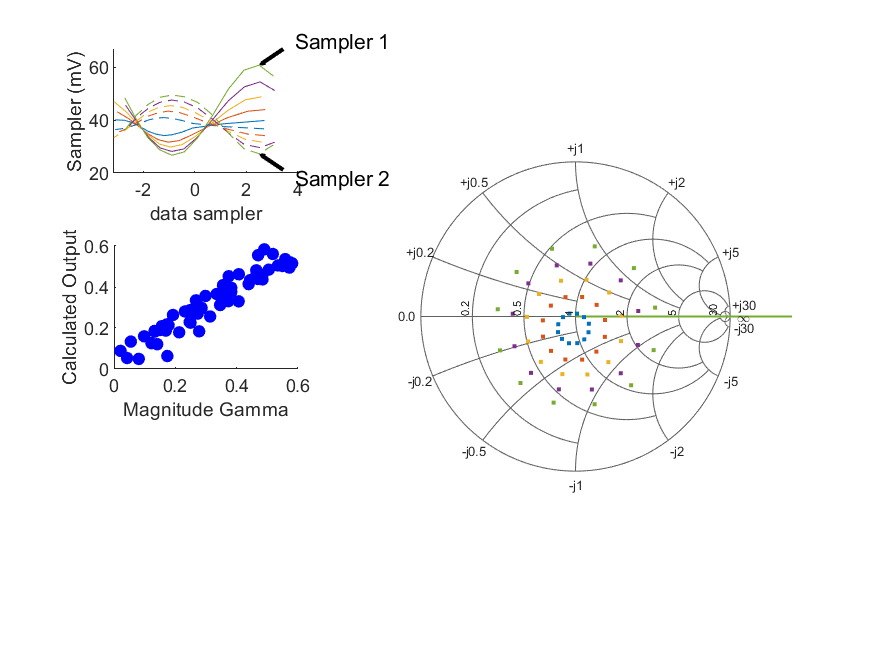 Sampler 1
60
40
20
Sampler (mV)
-2
0
2
4
data sampler
Sampler 2
0.6
0.4
0.2
0
Calculated Output
0
0.2
0.4
0.6
Magnitude Gamma
+j1
+j0.5
+j2
+j0.2
+j5
0.0
0.2
0.5
1
2
5
30
+j30
∞
-j30
-j0.2
-j5
-j0.5
-j2
-j1